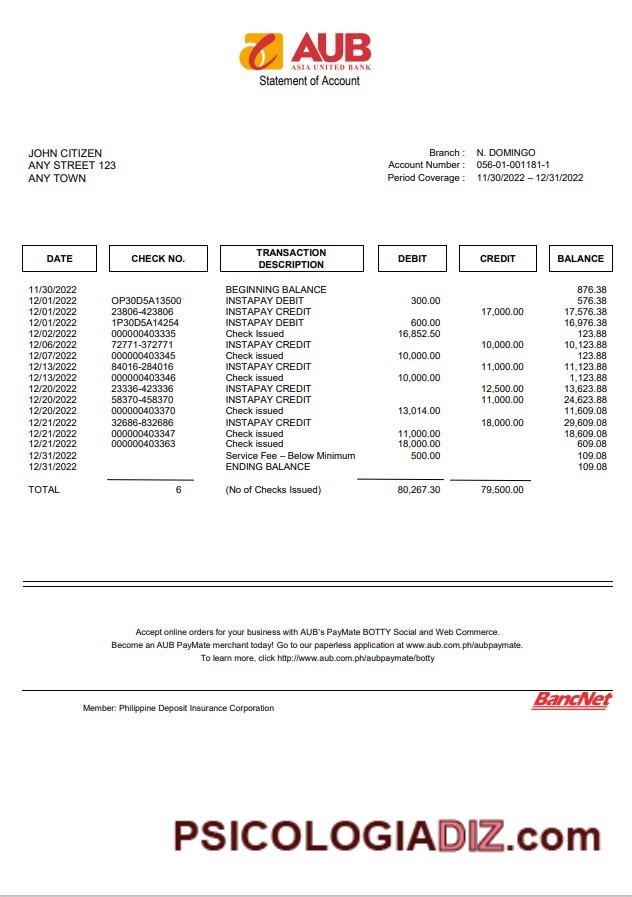 AUB
ASIA UNITED BANK
Statement of Account
JOHN CITIZEN
ANY STREET 123
ANY TOWN
Branch : N. DOMINGO
Account Number : 056-01-001181-1
Period Coverage : 11/30/2022 – 12/31/2022
DATE CHECK NO. TRANSACTION DESCRIPTION DEBIT CREDIT BALANCE
11/30/2022 BEGINNING BALANCE 876.38
12/01/2022 OP30D5A13500 INSTAPAY DEBIT 300.00 576.38
12/01/2022 23806-423806 INSTAPAY CREDIT 17,000.00 17,576.38
12/01/2022 1P30D5A14254 INSTAPAY DEBIT 600.00 16,976.38
12/02/2022 000000403335 Check Issued 16,852.50 123.88
12/06/2022 72771-372771 INSTAPAY CREDIT 10,000.00 10,123.88
12/07/2022 000000403345 Check issued 10,000.00 123.88
12/13/2022 84016-284016 INSTAPAY CREDIT 11,000.00 11,123.88
12/13/2022 000000403346 Check issued 10,000.00 1,123.88
12/20/2022 23336-423336 INSTAPAY CREDIT 12,500.00 13,623.88
12/20/2022 58370-458370 INSTAPAY CREDIT 11,000.00 24,623.88
12/20/2022 000000403370 Check issued 13,014.00 11,609.08
12/21/2022 32686-832686 INSTAPAY CREDIT 18,000.00 29,609.08
12/21/2022 000000403347 Check issued 11,000.00 18,609.08
12/21/2022 000000403363 Check issued 18,000.00 609.08
12/31/2022 Service Fee – Below Minimum 500.00 109.08
12/31/2022 ENDING BALANCE 109.08
TOTAL 6 (No of Checks Issued) 80,267.30 79,500.00
Accept online orders for your business with AUB's PayMate BOTTY Social and Web Commerce.
Become an AUB PayMate merchant today! Go to our paperless application at www.aub.com.ph/aubpaymate.
To learn more, click http://www.aub.com.ph/aubpaymate/botty
Member: Philippine Deposit Insurance Corporation
BancNet
PSICOLOGIADIZ.com